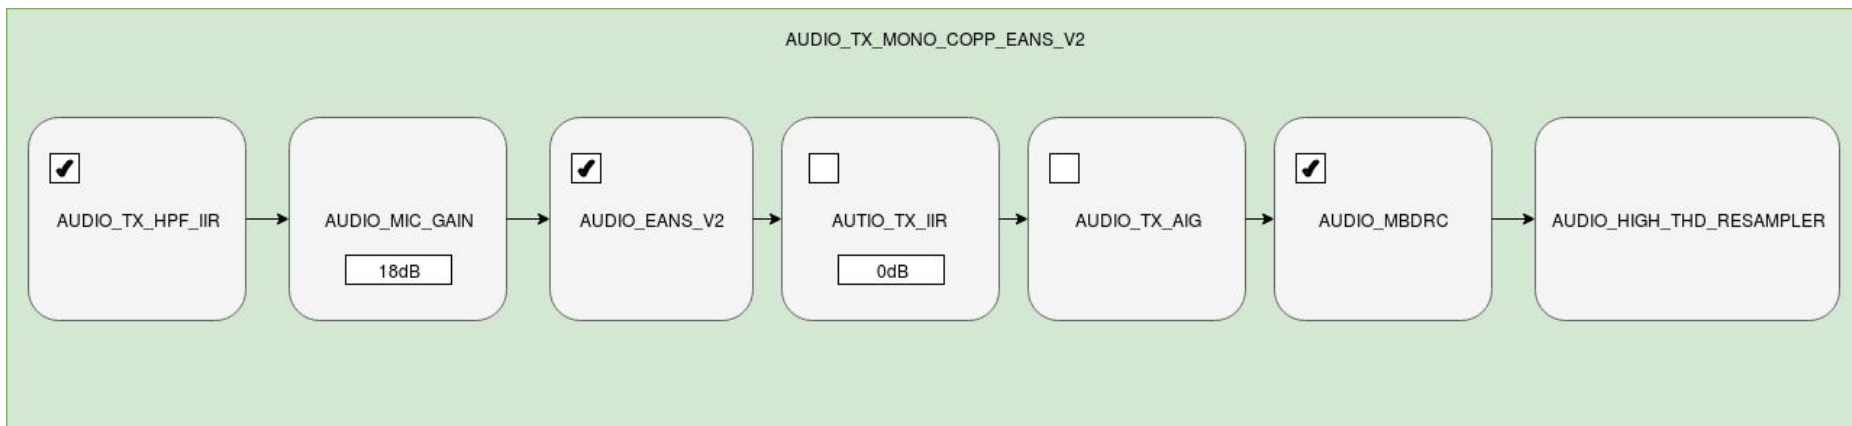 AUDIO_TX_MONO_COPP_EANS_V2
AUDIO_TX_HPF_IIR
AUDIO_MIC_GAIN
18dB
AUDIO_EANS_V2
AUTIO_TX_IIR
0dB
AUDIO_TX_AIG
AUDIO_MBDRC
AUDIO_HIGH_THD_RESAMPLER